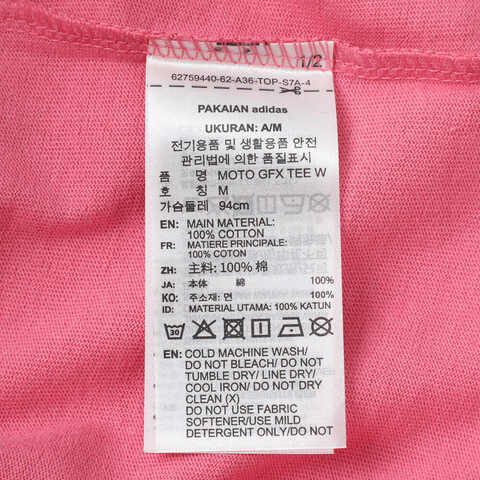 1/2
62759440-62-A36-TOP-S7A-4
PAKAIAN adidas
UKURAN: A/M
전기용품 및 생활용품 안전
관리법에 의한 품질표시
품 명 MOTO GFX TEE W
호 칭 M
가슴둘레 94cm
EN: MAIN MATERIAL:
100% COTTON
FR: MATIERE PRINCIPALE:
100% COTON
ZH: 主料: 100% 棉
JA: 本体 綿 100%
KO: 주소재: 면 100%
ID: MATERIAL UTAMA: 100% KATUN
30
EN: COLD MACHINE WASH/
DO NOT BLEACH/ DO NOT
TUMBLE DRY/ LINE DRY/
COOL IRON/ DO NOT DRY
CLEAN (X)
DO NOT USE FABRIC
SOFTENER/USE MILD
DETERGENT ONLY/DO NOT